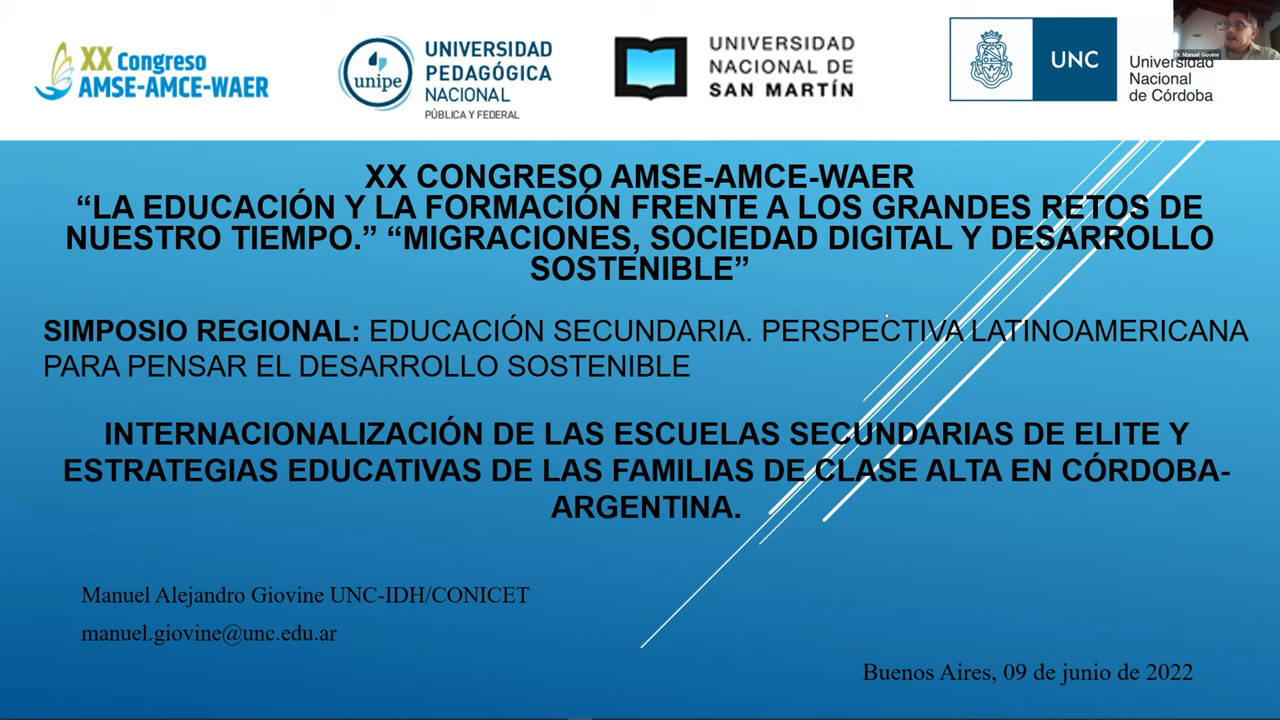 XX Congreso
AMSE-AMCE-WAER
unipe
UNIVERSIDAD
PEDAGÓGICA
NACIONAL
PÚBLICA Y FEDERAL
UNIVERSIDAD
NACIONAL DE
SAN MARTÍN
UNC
Universidad
Nacional
de Córdoba
Dr. Manuel Giovine
XX CONGRESO AMSE-AMCE-WAER
“LA EDUCACIÓN Y LA FORMACIÓN FRENTE A LOS GRANDES RETOS DE
NUESTRO TIEMPO.” “MIGRACIONES, SOCIEDAD DIGITAL Y DESARROLLO
SOSTENIBLE”
SIMPOSIO REGIONAL: EDUCACIÓN SECUNDARIA. PERSPECTIVA LATINOAMERICANA
PARA PENSAR EL DESARROLLO SOSTENIBLE
INTERNACIONALIZACIÓN DE LAS ESCUELAS SECUNDARIAS DE ELITE Y
ESTRATEGIAS EDUCATIVAS DE LAS FAMILIAS DE CLASE ALTA EN CÓRDOBA-
ARGENTINA.
Manuel Alejandro Giovine UNC-IDH/CONICET
manuel.giovine@unc.edu.ar
Buenos Aires, 09 de junio de 2022